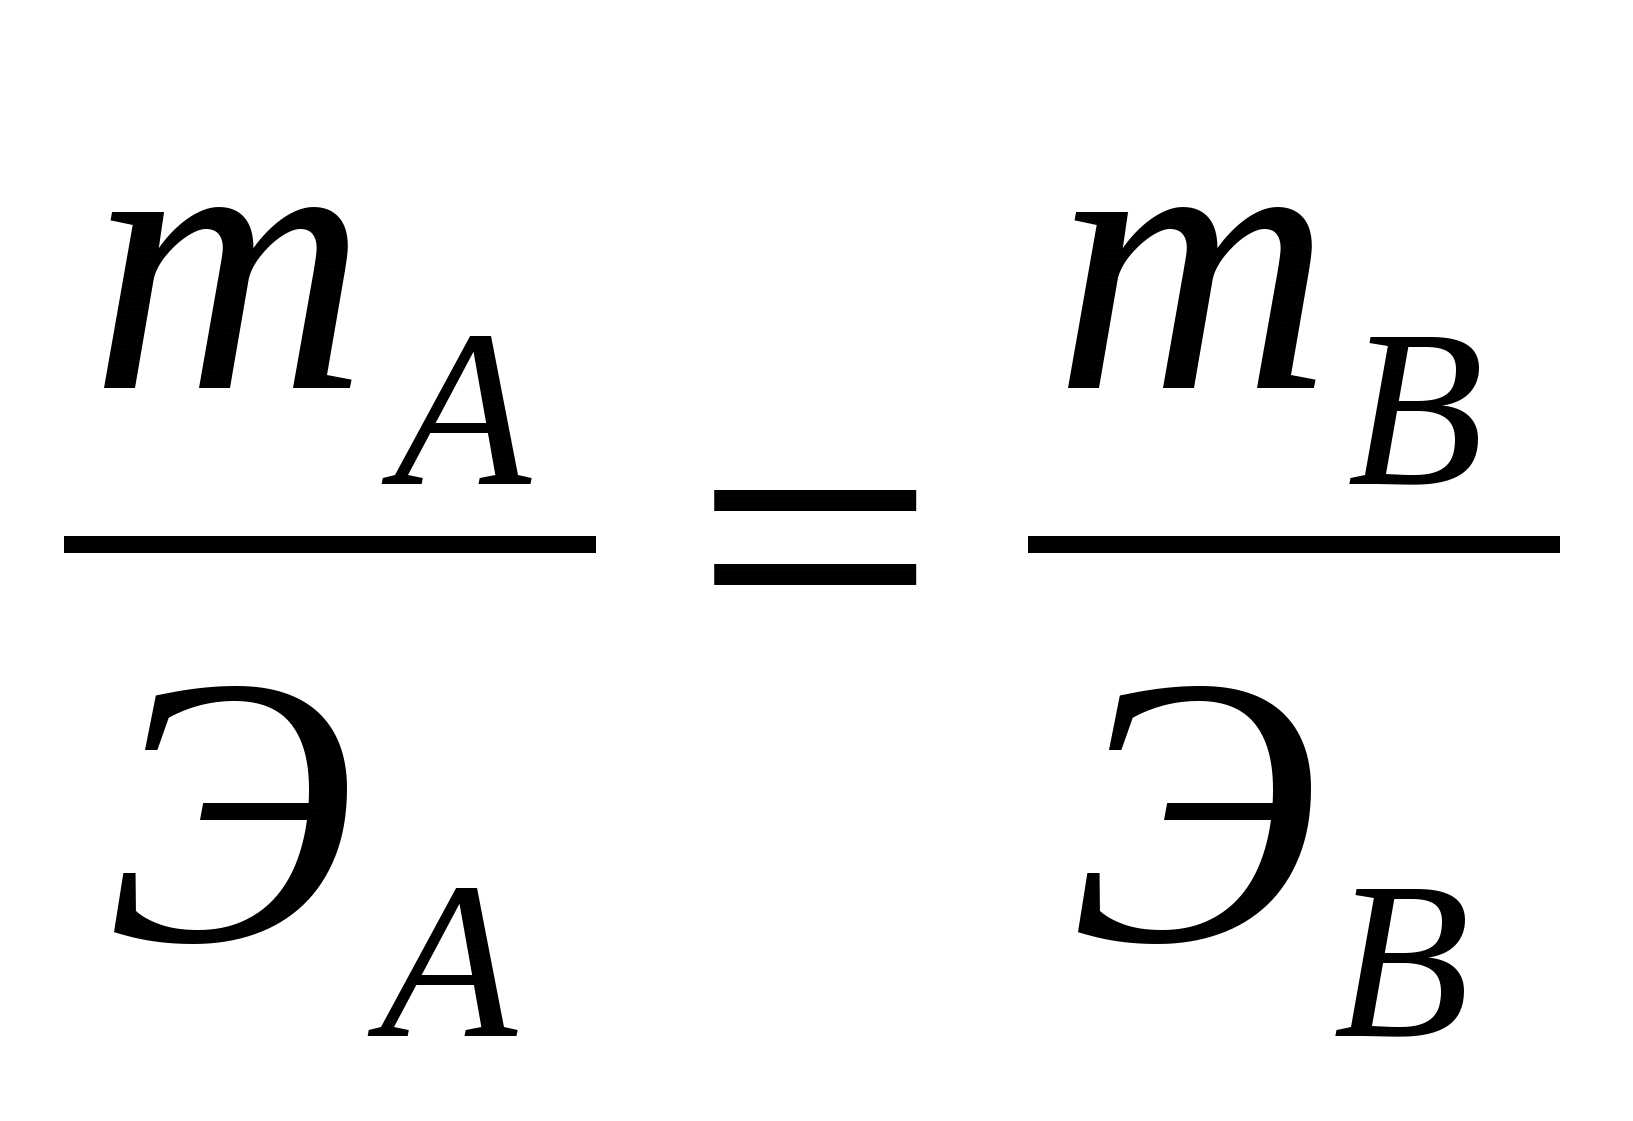 m_A / Э_A = m_B / Э_B